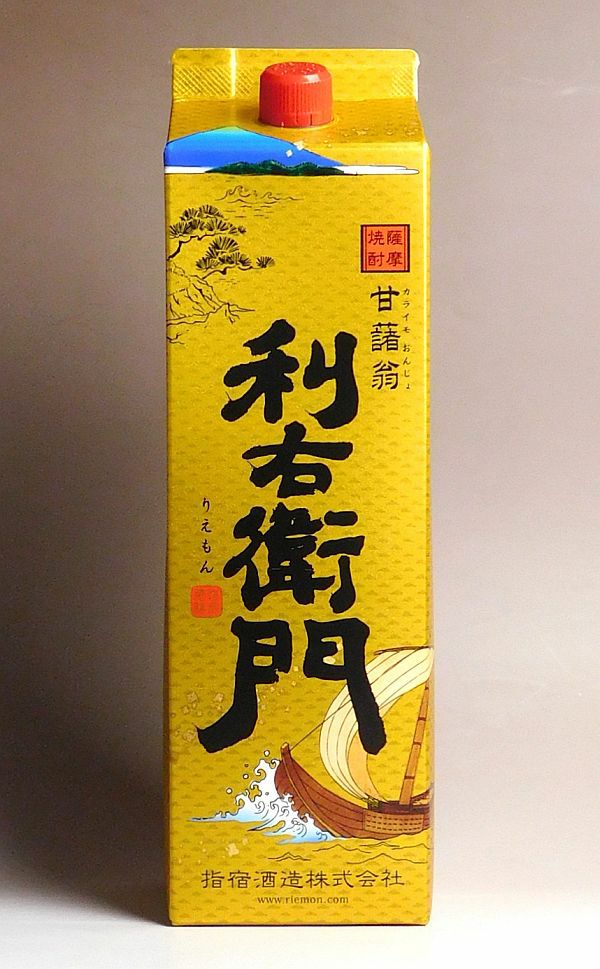 薩摩
焼酎
甘藷翁
カライモ おんじょ
利右衛門
りえもん
指宿酒造株式会社
www.riemon.com